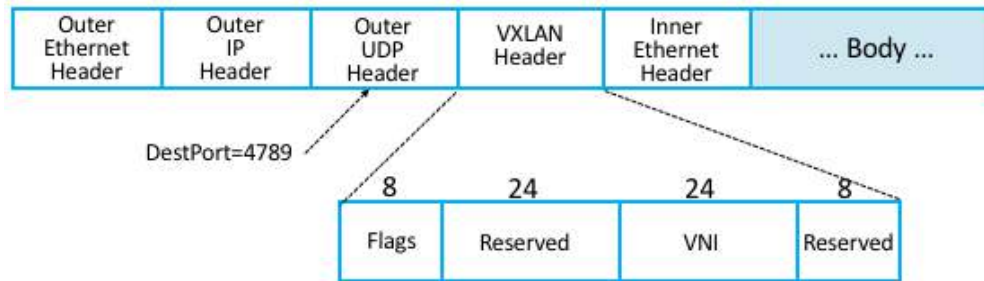 Outer
Ethernet
Header
Outer
IP
Header
Outer
UDP
Header
VXLAN
Header
Inner
Ethernet
Header
... Body ...
DestPort=4789
8
24
24
8
Flags
Reserved
VNI
Reserved